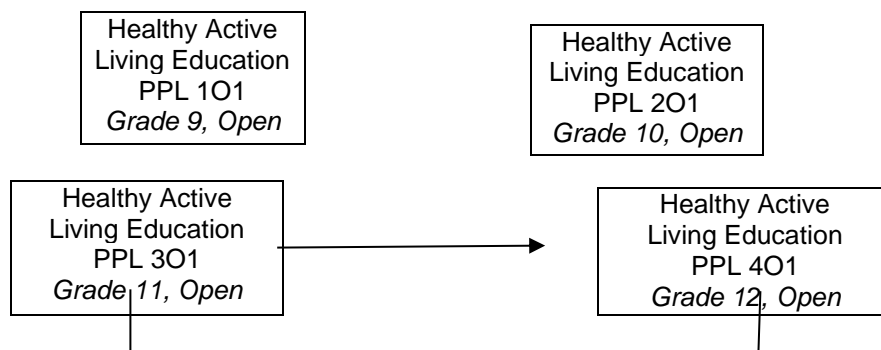 Healthy Active
Living Education
PPL 1O1
Grade 9, Open
Healthy Active
Living Education
PPL 2O1
Grade 10, Open
Healthy Active
Living Education
PPL 3O1
Grade 11, Open
Healthy Active
Living Education
PPL 4O1
Grade 12, Open